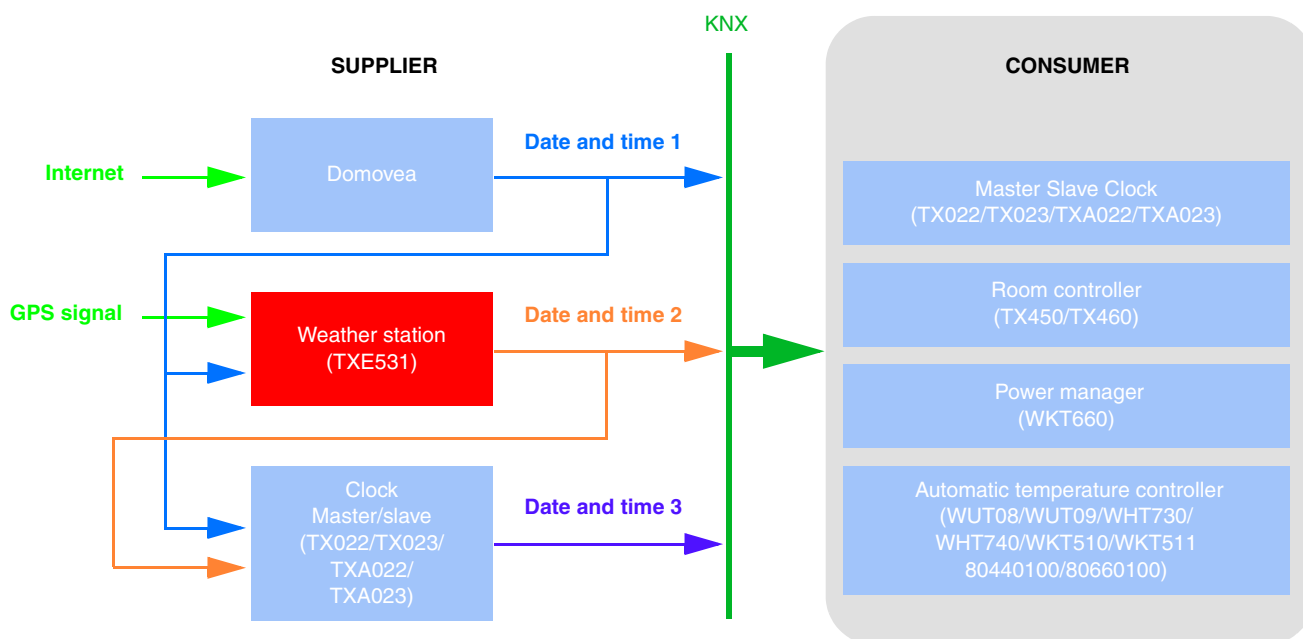 KNX
SUPPLIER
CONSUMER
Internet
Domovea
Date and time 1
GPS signal
Weather station
(TXE531)
Date and time 2
Clock
Master/slave
(TX022/TX023/
TXA022/
TXA023)
Date and time 3
Master Slave Clock
(TX022/TX023/TXA022/TXA023)
Room controller
(TX450/TX460)
Power manager
(WKT660)
Automatic temperature controller
(WUT08/WUT09/WHT730/
WHT740/WKT510/WKT511
80440100/80660100)